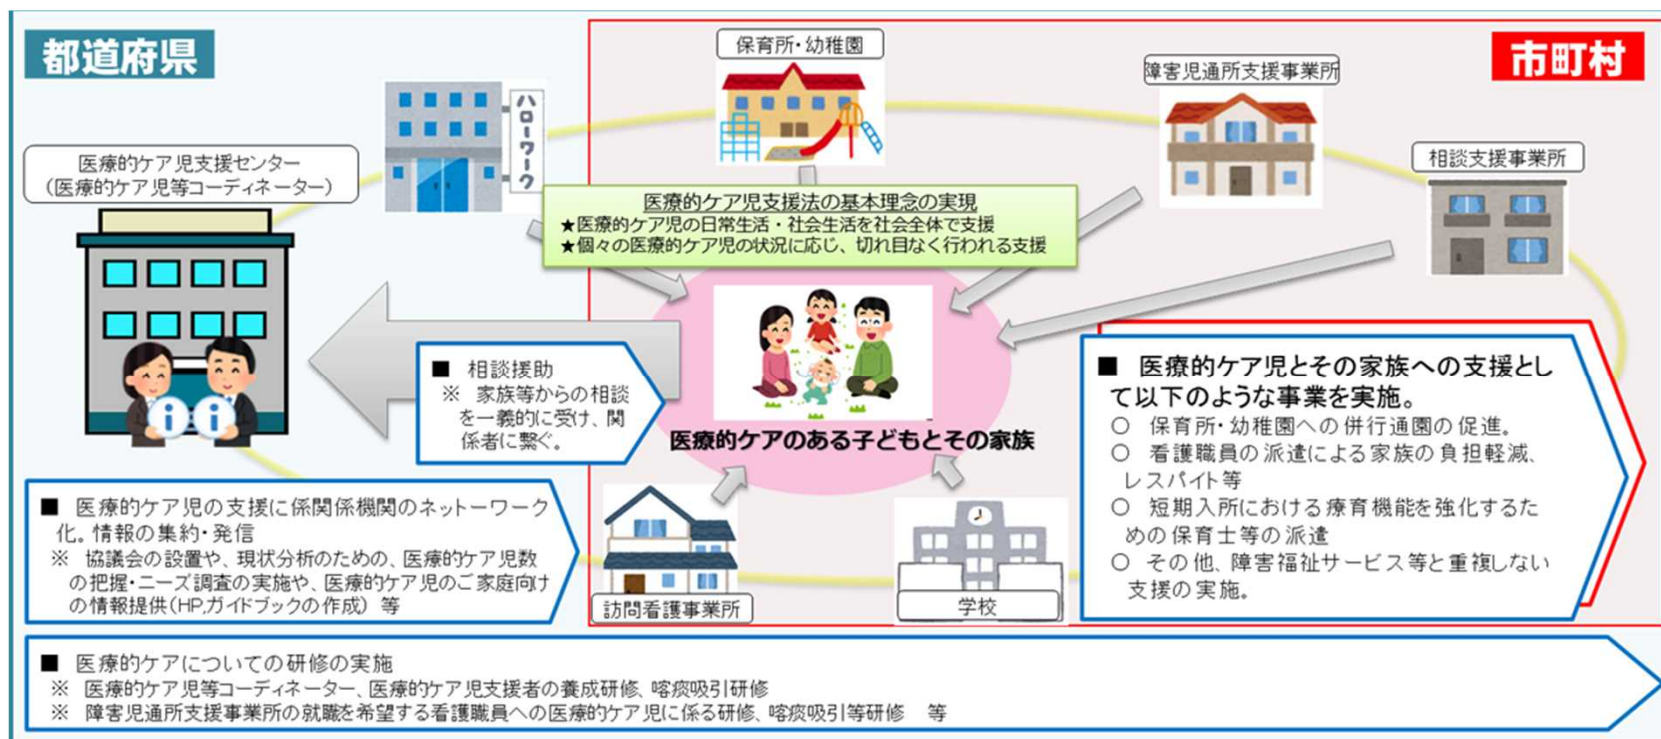 都道府県
市町村
保育所・幼稚園
障害児通所支援事業所
ハローワーク
相談支援事業所
医療的ケア児支援センター
（医療的ケア児等コーディネーター）
医療的ケア児支援法の基本理念の実現
★医療的ケア児の日常生活・社会生活を社会全体で支援
★個々の医療的ケア児の状況に応じ、切れ目なく行われる支援
■ 相談援助
※ 家族等からの相談
を一義的に受け、関
係者に繋ぐ。
医療的ケアのある子どもとその家族
■ 医療的ケア児とその家族への支援とし
て以下のような事業を実施。
○ 保育所・幼稚園への併行通園の促進。
○ 看護職員の派遣による家族の負担軽減、
レスパイト等
○ 短期入所における療育機能を強化するた
めの保育士等の派遣
○ その他、障害福祉サービス等と重複しない
支援の実施。
■ 医療的ケア児の支援に係関係機関のネットーワーク
化。情報の集約・発信
※ 協議会の設置や、現状分析のための、医療的ケア児数
の把握・ニーズ調査の実施や、医療的ケア児のご家庭向け
の情報提供（HP,ガイドブックの作成） 等
訪問看護事業所
学校
■ 医療的ケアについての研修の実施
※ 医療的ケア児等コーディネーター、医療的ケア児支援者の養成研修、喀痰吸引研修
※ 障害児通所支援事業所の就職を希望する看護職員への医療的ケア児に係る研修、喀痰吸引等研修 等